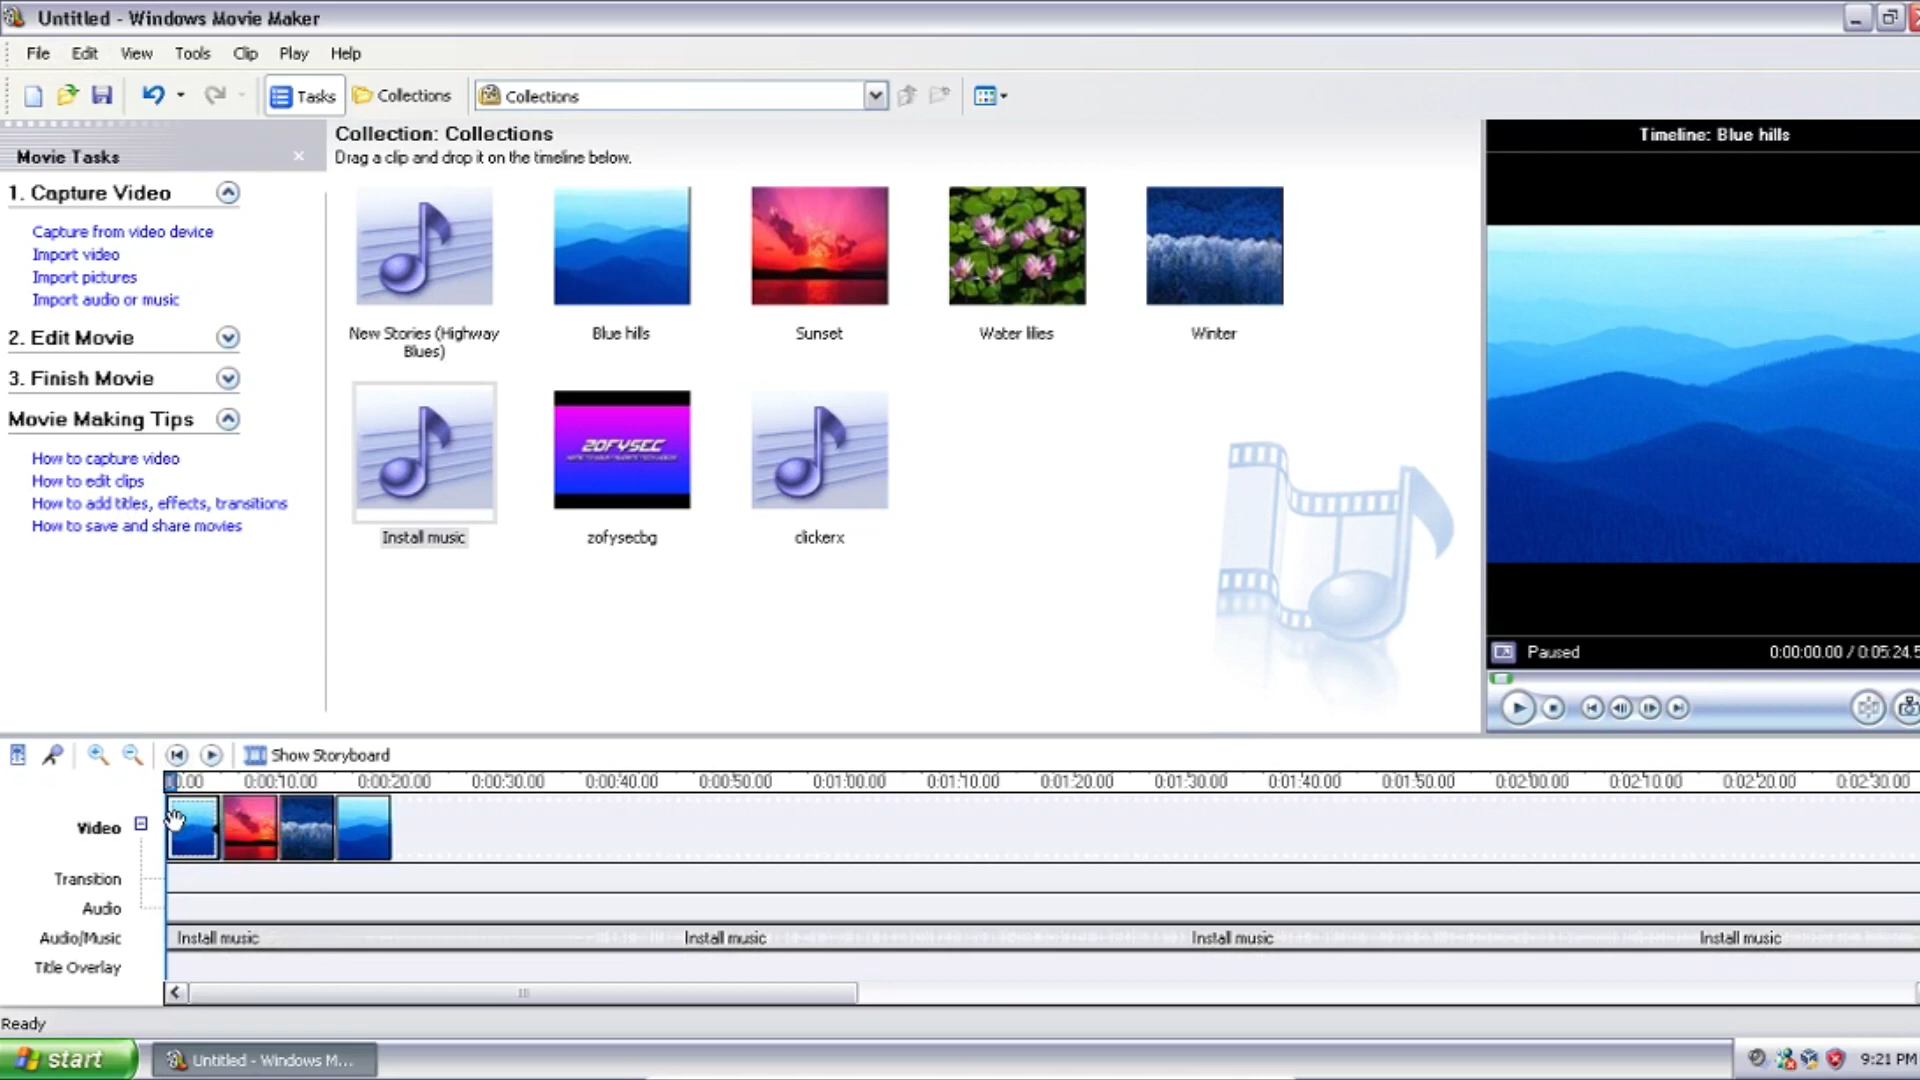 Untitled - Windows Movie Maker
File Edit View Tools Clip Play Help
Tasks Collections Collections
Movie Tasks
1. Capture Video
Capture from video device
Import video
Import pictures
Import audio or music
2. Edit Movie
3. Finish Movie
Movie Making Tips
How to capture video
How to edit clips
How to add titles, effects, transitions
How to save and share movies
Collection: Collections
Drag a clip and drop it on the timeline below.
New Stories (Highway
Blues)
Blue hills
Sunset
Water lilies
Winter
Install music
ZOFYSEC
zofysecbg
clickerx
Timeline: Blue hills
Paused 0:00:00.00 / 0:05:24.5
Show Storyboard
0.00 0:00:10.00 0:00:20.00 0:00:30.00 0:00:40.00 0:00:50.00 0:01:00.00 0:01:10.00 0:01:20.00 0:01:30.00 0:01:40.00 0:01:50.00 0:02:00.00 0:02:10.00 0:02:20.00 0:02:30.00
Video
Transition
Audio
Audio/Music Install music Install music Install music Install music
Title Overlay
Ready
start Untitled - Windows M... 9:21 PM